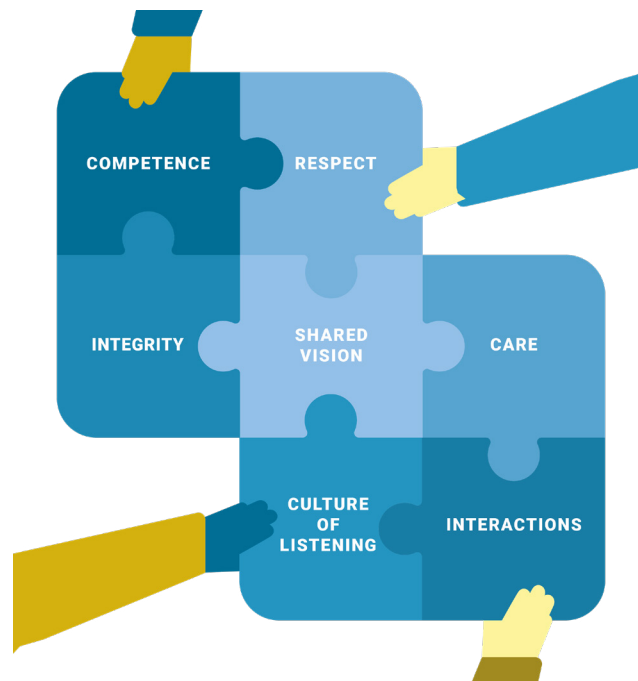 COMPETENCE
RESPECT
INTEGRITY
SHARED
VISION
CARE
CULTURE
OF
LISTENING
INTERACTIONS